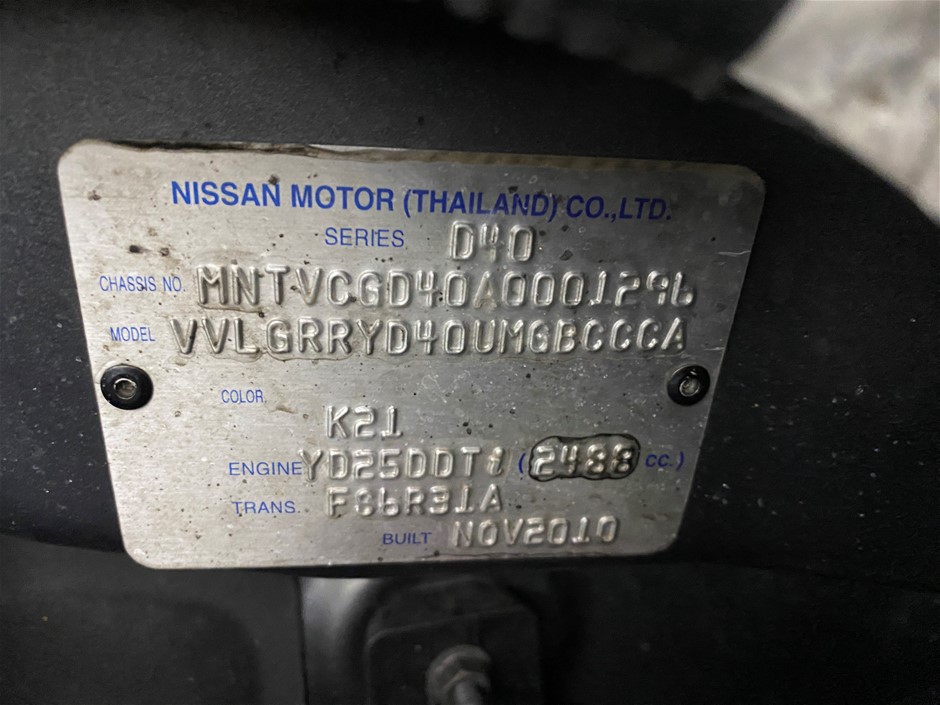 NISSAN MOTOR (THAILAND) CO.,LTD.
SERIES D40
CHASSIS NO. MNTVCGD40A0001296
MODEL VVLGRRYD40UMGBCCCA
COLOR.
K21
ENGINE YD25DDTi (2488 cc.)
TRANS. FS6R31A
BUILT NOV2010